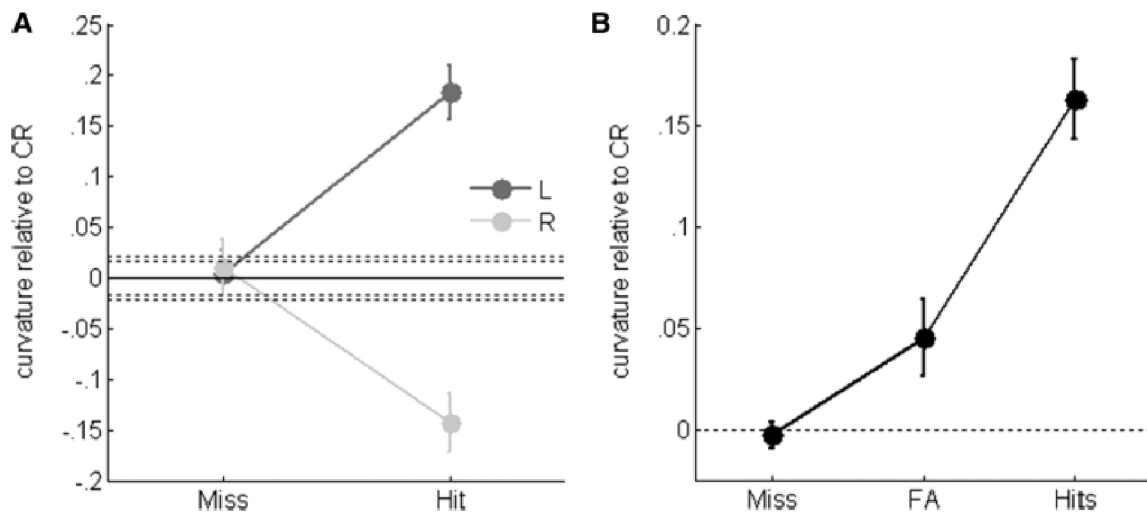 A
curvature relative to CR
.25
.2
.15
.1
.05
0
-.05
-.1
-.15
-.2
L
R
Miss Hit
B
curvature relative to CR
0.2
.15
.1
.05
0
Miss FA Hits